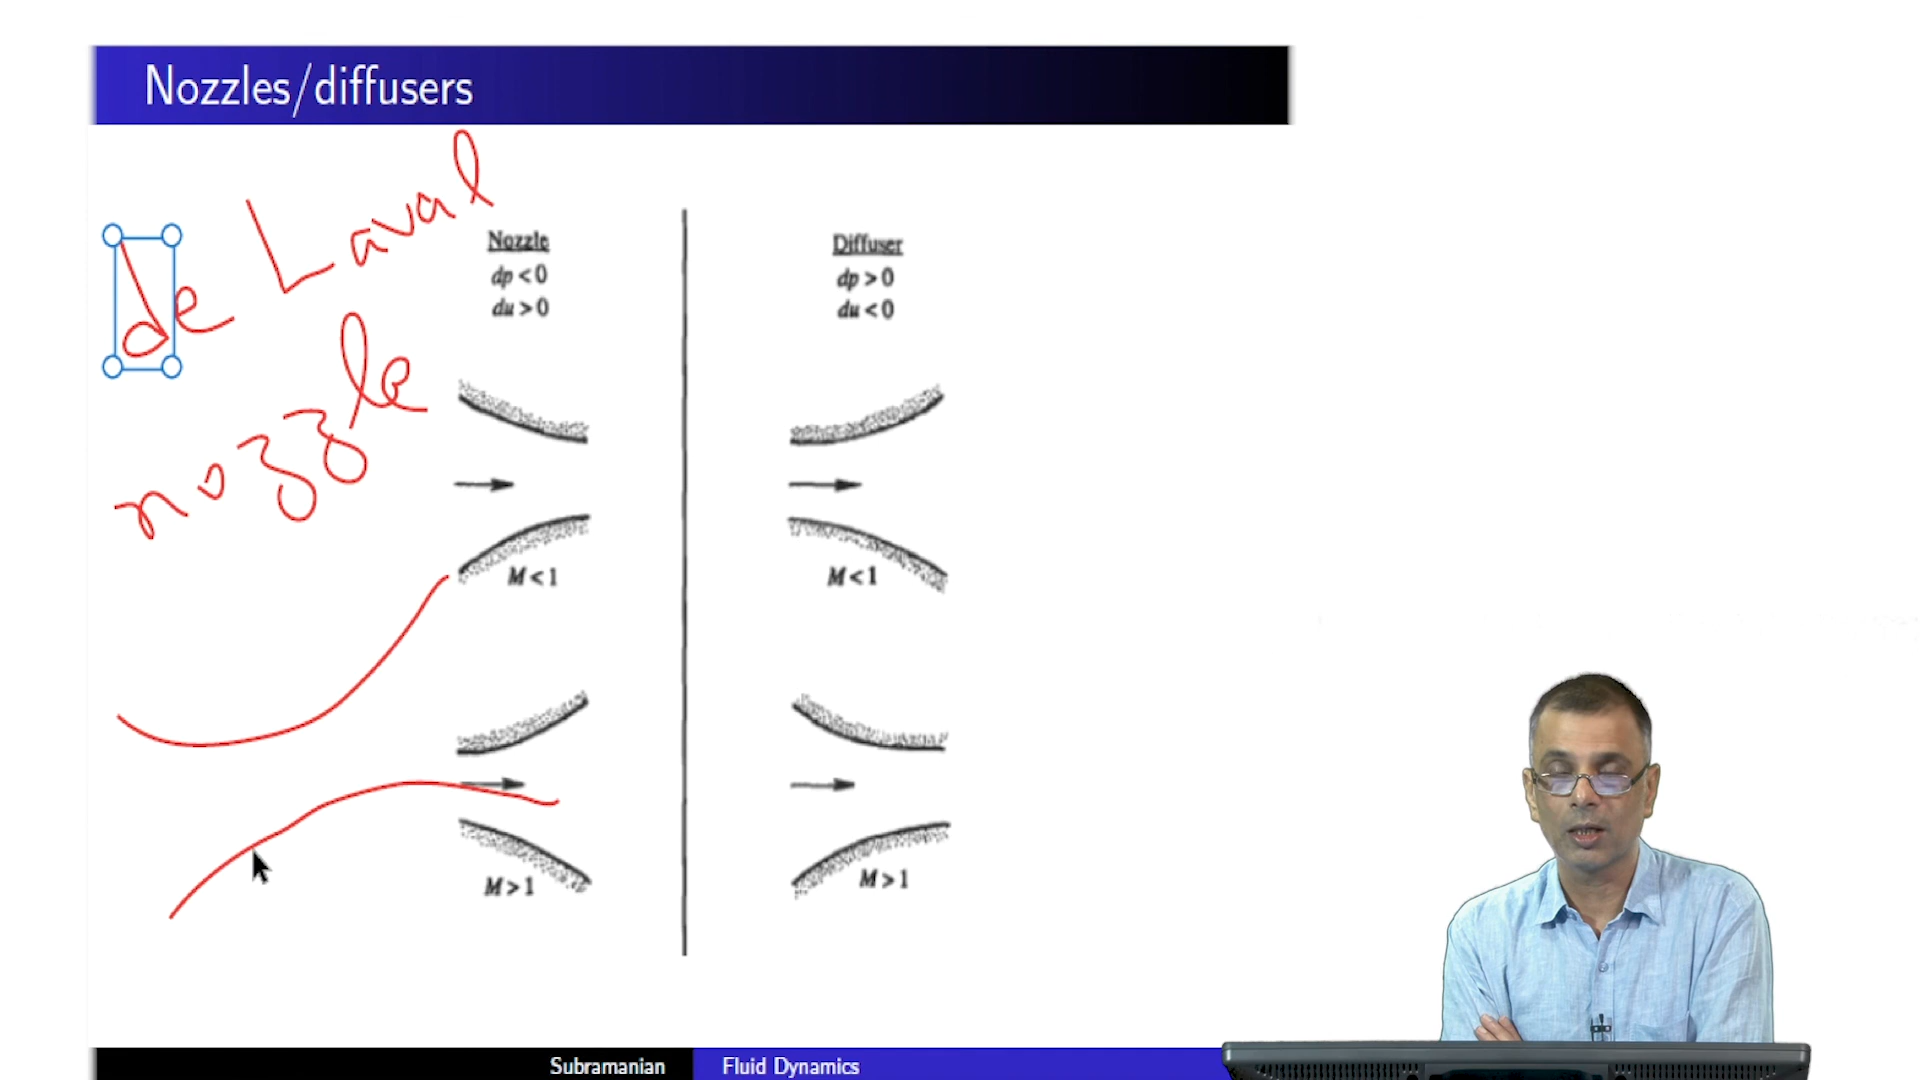 Nozzles/diffusers
de Laval
nozzle
Nozzle
dp < 0
du > 0
M < 1
M > 1
Diffuser
dp > 0
du < 0
M < 1
M > 1
Subramanian
Fluid Dynamics